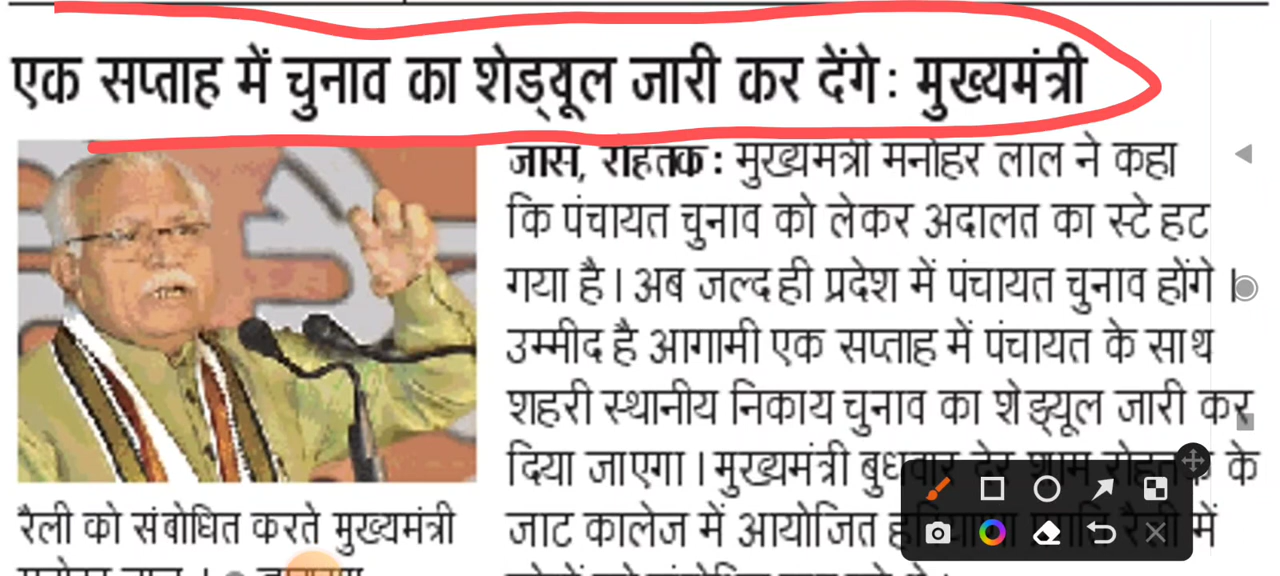 एक सप्ताह में चुनाव का शेड्यूल जारी कर देंगे : मुख्यमंत्री
जासं, रोहतक : मुख्यमंत्री मनोहर लाल ने कहा
कि पंचायत चुनाव को लेकर अदालत का स्टे हट
गया है । अब जल्द ही प्रदेश में पंचायत चुनाव होंगे ।
उम्मीद है आगामी एक सप्ताह में पंचायत के साथ
शहरी स्थानीय निकाय चुनाव का शेड्यूल जारी कर
दिया जाएगा । मुख्यमंत्री बुधवार देर शाम रोहतक के
जाट कालेज में आयोजित रैली में
रैली को संबोधित करते मुख्यमंत्री